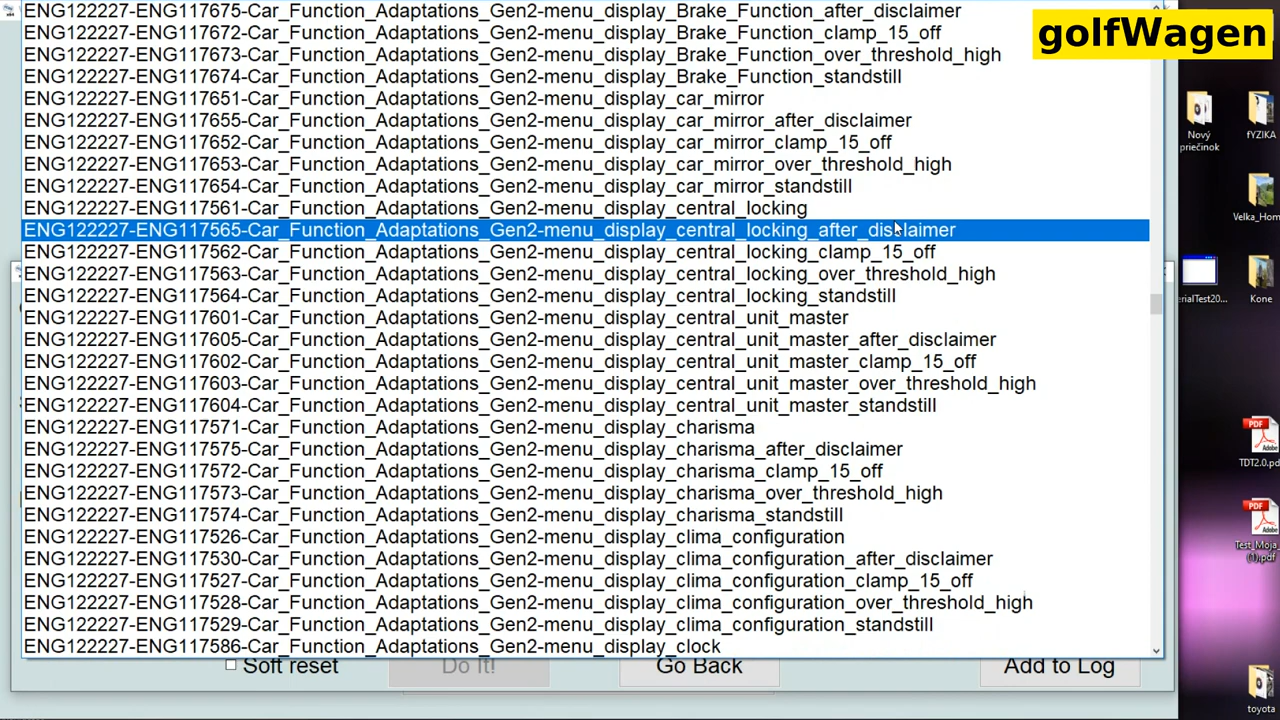 ENG122227-ENG117675-Car_Function_Adaptations_Gen2-menu_display_Brake_Function_after_disclaimer
ENG122227-ENG117672-Car_Function_Adaptations_Gen2-menu_display_Brake_Function_clamp_15_off
ENG122227-ENG117673-Car_Function_Adaptations_Gen2-menu_display_Brake_Function_over_threshold_high
ENG122227-ENG117674-Car_Function_Adaptations_Gen2-menu_display_Brake_Function_standstill
ENG122227-ENG117651-Car_Function_Adaptations_Gen2-menu_display_car_mirror
ENG122227-ENG117655-Car_Function_Adaptations_Gen2-menu_display_car_mirror_after_disclaimer
ENG122227-ENG117652-Car_Function_Adaptations_Gen2-menu_display_car_mirror_clamp_15_off
ENG122227-ENG117653-Car_Function_Adaptations_Gen2-menu_display_car_mirror_over_threshold_high
ENG122227-ENG117654-Car_Function_Adaptations_Gen2-menu_display_car_mirror_standstill
ENG122227-ENG117561-Car_Function_Adaptations_Gen2-menu_display_central_locking
ENG122227-ENG117565-Car_Function_Adaptations_Gen2-menu_display_central_locking_after_disclaimer
ENG122227-ENG117562-Car_Function_Adaptations_Gen2-menu_display_central_locking_clamp_15_off
ENG122227-ENG117563-Car_Function_Adaptations_Gen2-menu_display_central_locking_over_threshold_high
ENG122227-ENG117564-Car_Function_Adaptations_Gen2-menu_display_central_locking_standstill
ENG122227-ENG117601-Car_Function_Adaptations_Gen2-menu_display_central_unit_master
ENG122227-ENG117605-Car_Function_Adaptations_Gen2-menu_display_central_unit_master_after_disclaimer
ENG122227-ENG117602-Car_Function_Adaptations_Gen2-menu_display_central_unit_master_clamp_15_off
ENG122227-ENG117603-Car_Function_Adaptations_Gen2-menu_display_central_unit_master_over_threshold_high
ENG122227-ENG117604-Car_Function_Adaptations_Gen2-menu_display_central_unit_master_standstill
ENG122227-ENG117571-Car_Function_Adaptations_Gen2-menu_display_charisma
ENG122227-ENG117575-Car_Function_Adaptations_Gen2-menu_display_charisma_after_disclaimer
ENG122227-ENG117572-Car_Function_Adaptations_Gen2-menu_display_charisma_clamp_15_off
ENG122227-ENG117573-Car_Function_Adaptations_Gen2-menu_display_charisma_over_threshold_high
ENG122227-ENG117574-Car_Function_Adaptations_Gen2-menu_display_charisma_standstill
ENG122227-ENG117526-Car_Function_Adaptations_Gen2-menu_display_clima_configuration
ENG122227-ENG117530-Car_Function_Adaptations_Gen2-menu_display_clima_configuration_after_disclaimer
ENG122227-ENG117527-Car_Function_Adaptations_Gen2-menu_display_clima_configuration_clamp_15_off
ENG122227-ENG117528-Car_Function_Adaptations_Gen2-menu_display_clima_configuration_over_threshold_high
ENG122227-ENG117529-Car_Function_Adaptations_Gen2-menu_display_clima_configuration_standstill
ENG122227-ENG117586-Car_Function_Adaptations_Gen2-menu_display_clock
Soft reset
Do It!
Go Back
Add to Log
golfWagen
Nový priečinok
fYZIKA
Velka_Hom
erialTest20...
Kone
TDT2.0.pd
Test_Moja
(1).pdf
toyota